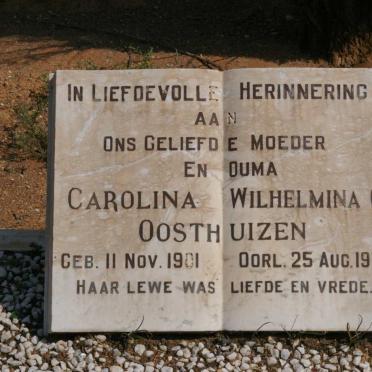 IN LIEFDEVOLLE HERINNERING
AAN
ONS GELIEFDE MOEDER
EN OUMA
CAROLINA WILHELMINA
OOSTHUIZEN
GEB. 11 NOV. 1901 OORL. 25 AUG. 19
HAAR LEWE WAS LIEFDE EN VREDE.